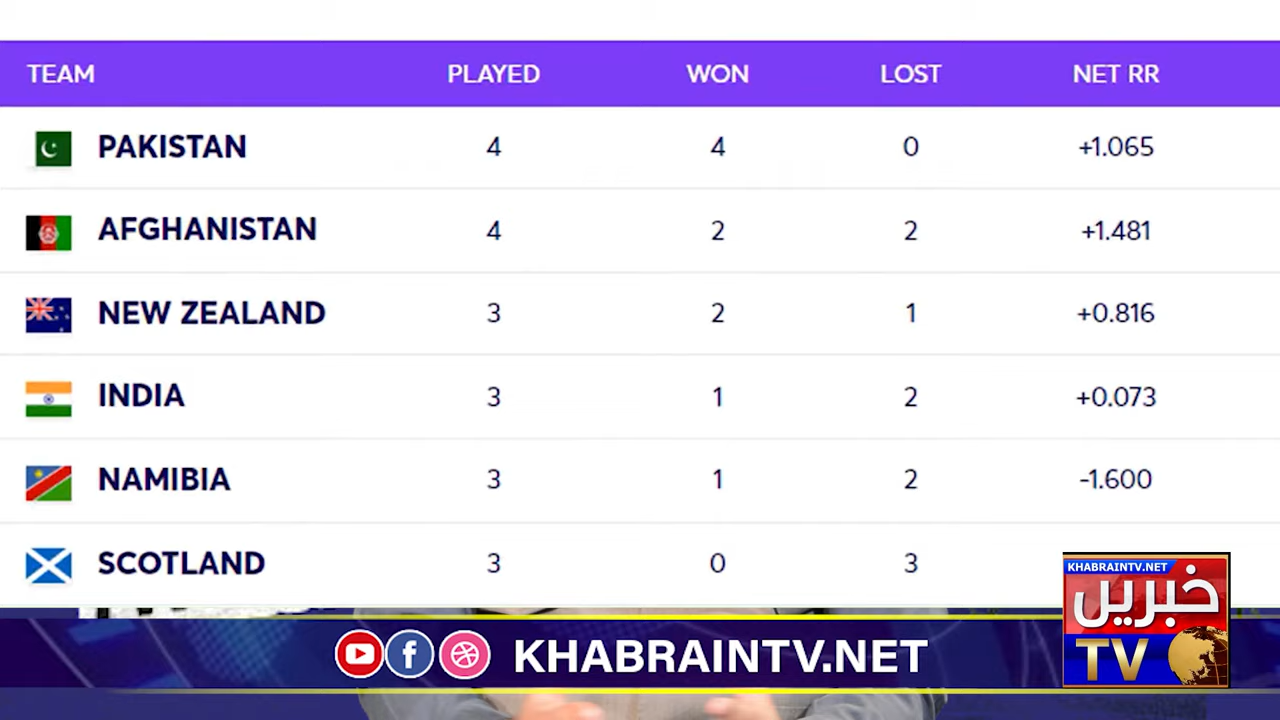 TEAM PLAYED WON LOST NET RR
PAKISTAN 4 4 0 +1.065
AFGHANISTAN 4 2 2 +1.481
NEW ZEALAND 3 2 1 +0.816
INDIA 3 1 2 +0.073
NAMIBIA 3 1 2 -1.600
SCOTLAND 3 0 3
KHABRAINTV.NET
خبریں
TV
KHABRAINTV.NET